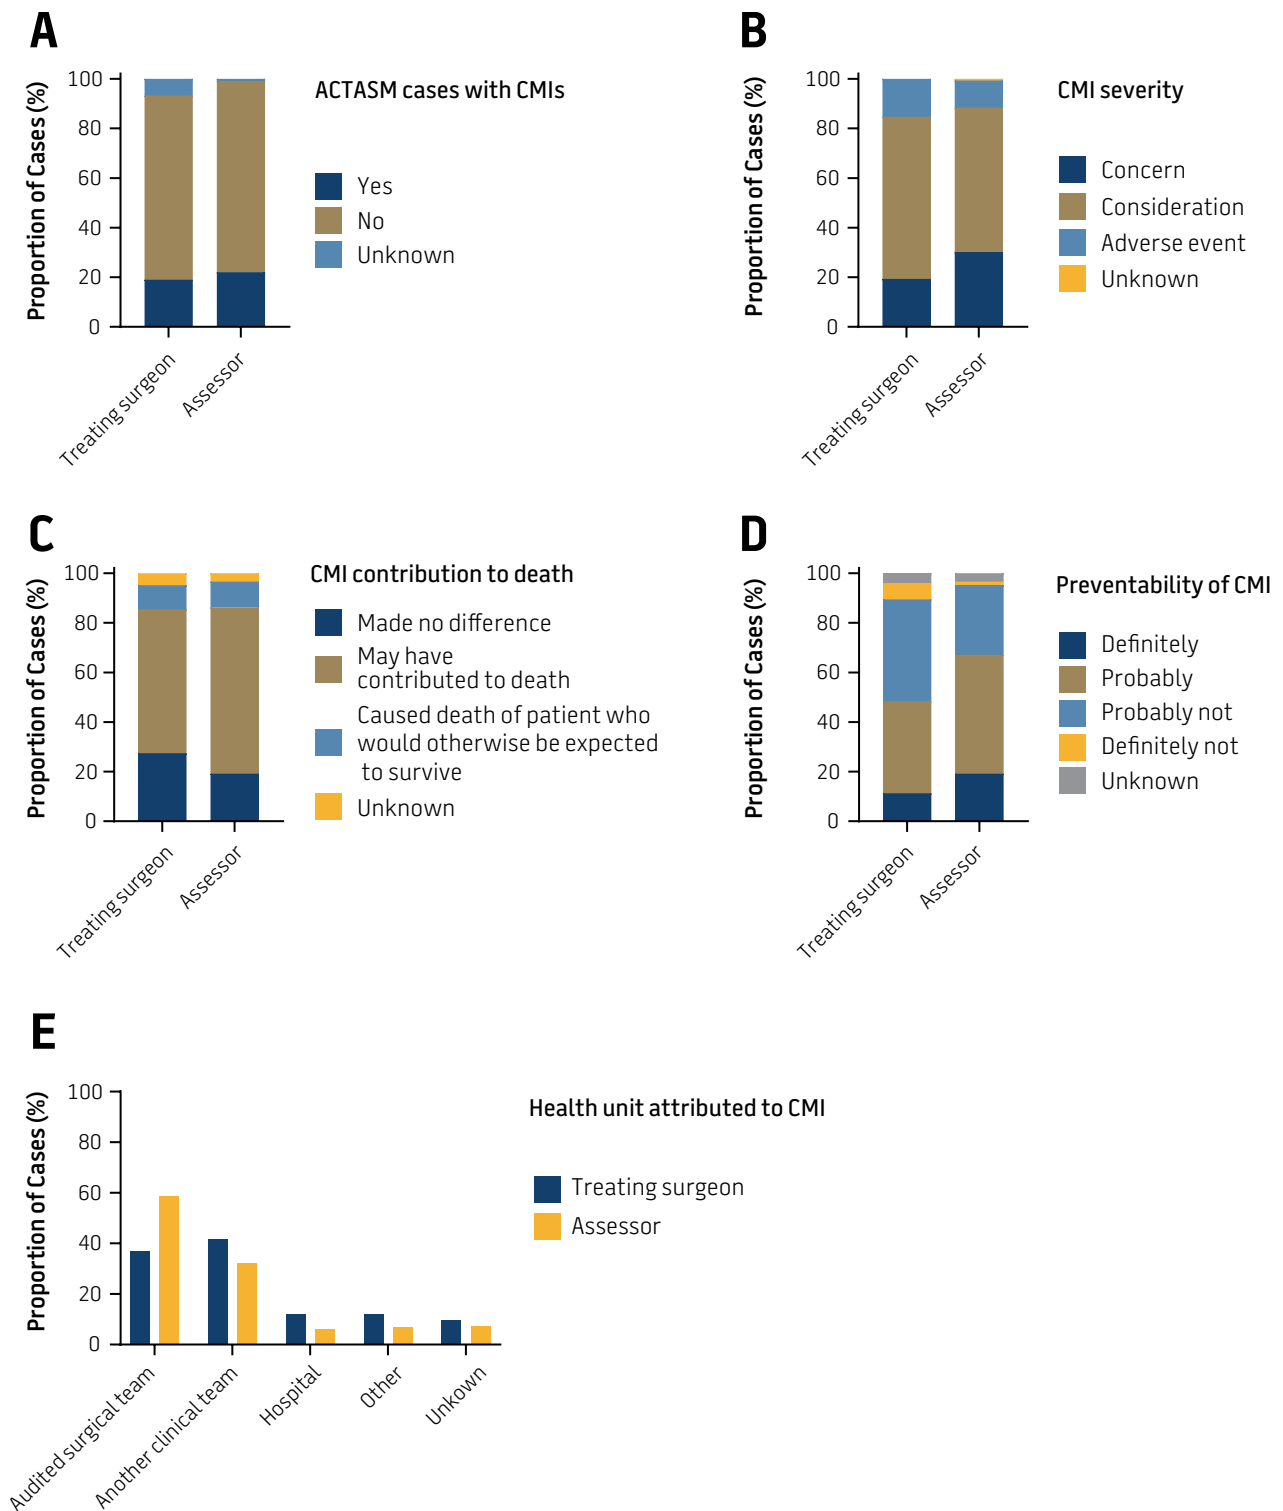 A
Proportion of Cases (%)
100
80
60
40
20
0
Treating surgeon
Assessor
ACTASM cases with CMIs
Yes
No
Unknown
B
Proportion of Cases (%)
100
80
60
40
20
0
Treating surgeon
Assessor
CMI severity
Concern
Consideration
Adverse event
Unknown
C
Proportion of Cases (%)
100
80
60
40
20
0
Treating surgeon
Assessor
CMI contribution to death
Made no difference
May have
contributed to death
Caused death of patient who
would otherwise be expected
to survive
Unknown
D
Proportion of Cases (%)
100
80
60
40
20
0
Treating surgeon
Assessor
Preventability of CMI
Definitely
Probably
Probably not
Definitely not
Unknown
E
Proportion of Cases (%)
100
80
60
40
20
0
Audited surgical team
Another clinical team
Hospital
Other
Unkown
Health unit attributed to CMI
Treating surgeon
Assessor